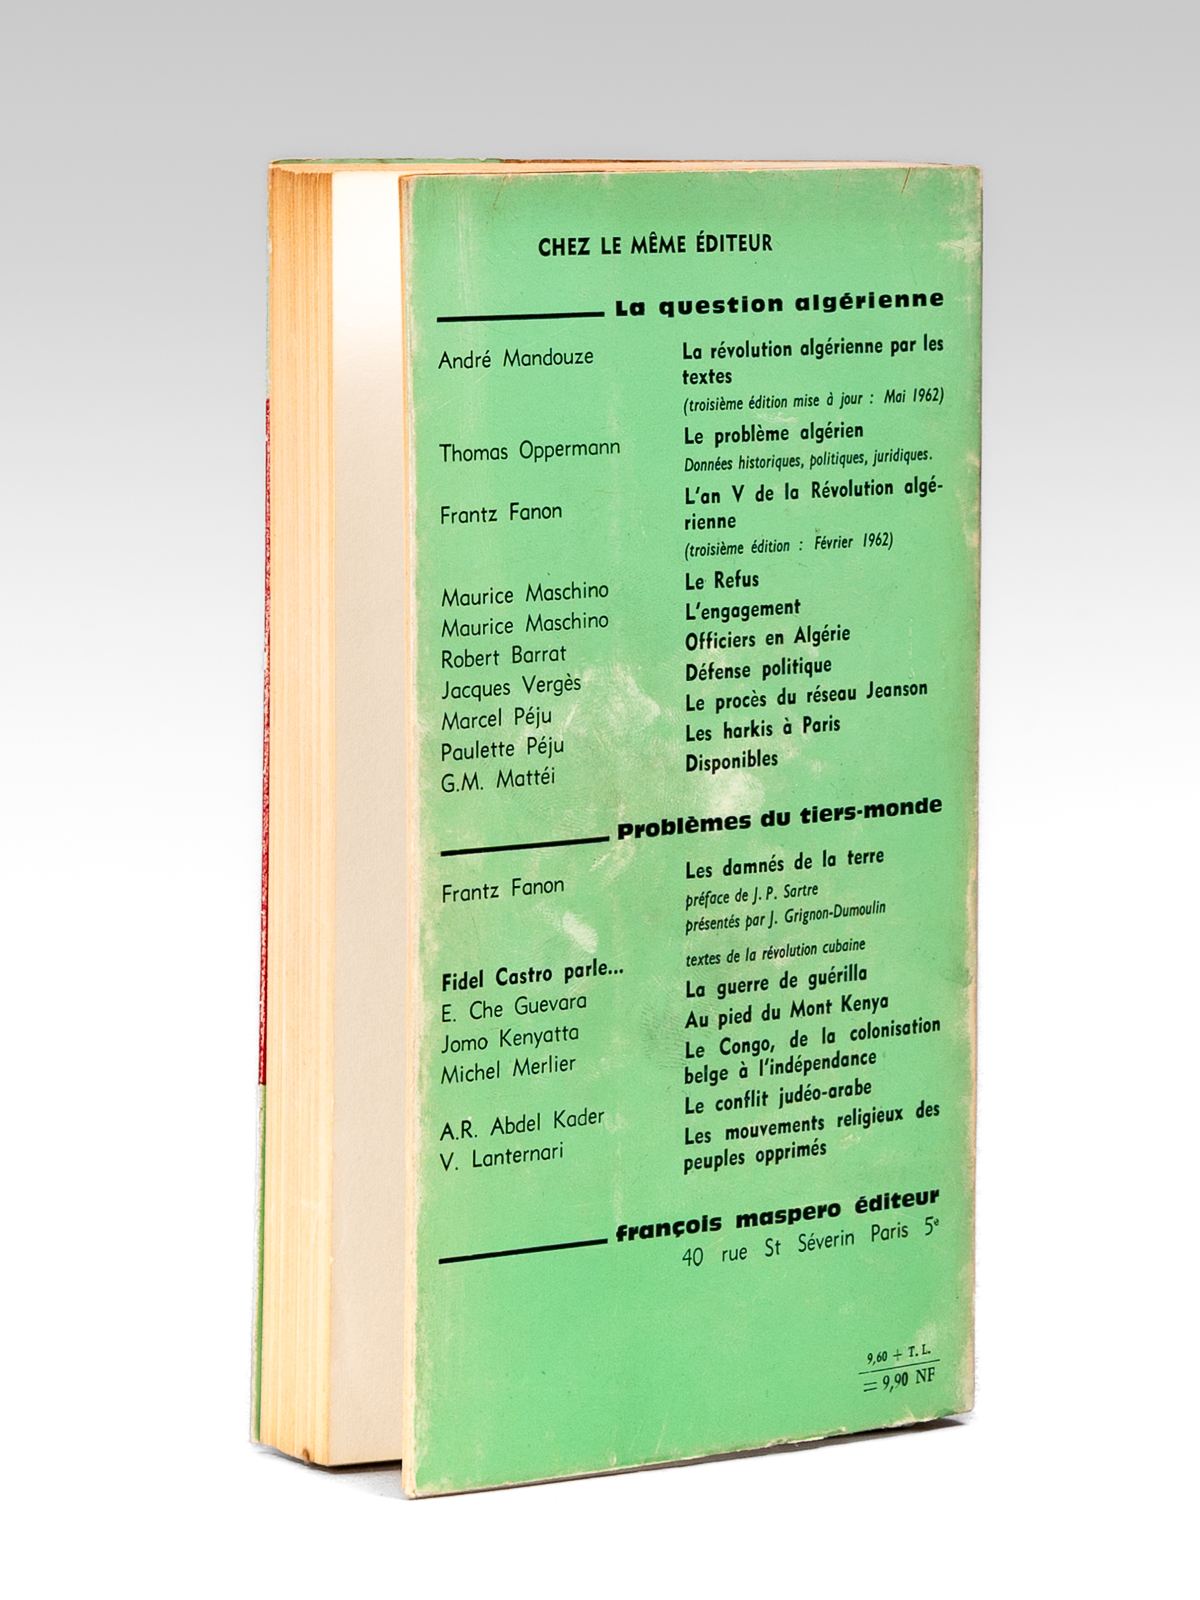 CHEZ LE MÊME ÉDITEUR
La question algérienne
André Mandouze La révolution algérienne par les
textes
(troisième édition mise à jour : Mai 1962)
Thomas Oppermann Le problème algérien
Données historiques, politiques, juridiques.
Frantz Fanon L'an V de la Révolution algé-
rienne
(troisième édition : Février 1962)
Maurice Maschino Le Refus
Maurice Maschino L'engagement
Robert Barrat Officiers en Algérie
Jacques Vergès Défense politique
Marcel Péju Le procès du réseau Jeanson
Paulette Péju Les harkis à Paris
G.M. Mattéi Disponibles
Problèmes du tiers-monde
Frantz Fanon Les damnés de la terre
préface de J. P. Sartre
présentés par J. Grignon-Dumoulin
Fidel Castro parle... textes de la révolution cubaine
E. Che Guevara La guerre de guérilla
Jomo Kenyatta Au pied du Mont Kenya
Michel Merlier Le Congo, de la colonisation
belge à l'indépendance
A.R. Abdel Kader Le conflit judéo-arabe
V. Lanternari Les mouvements religieux des
peuples opprimés
françois maspero éditeur
40 rue St Séverin Paris 5e
9,60 + T. L.
= 9,90 NF